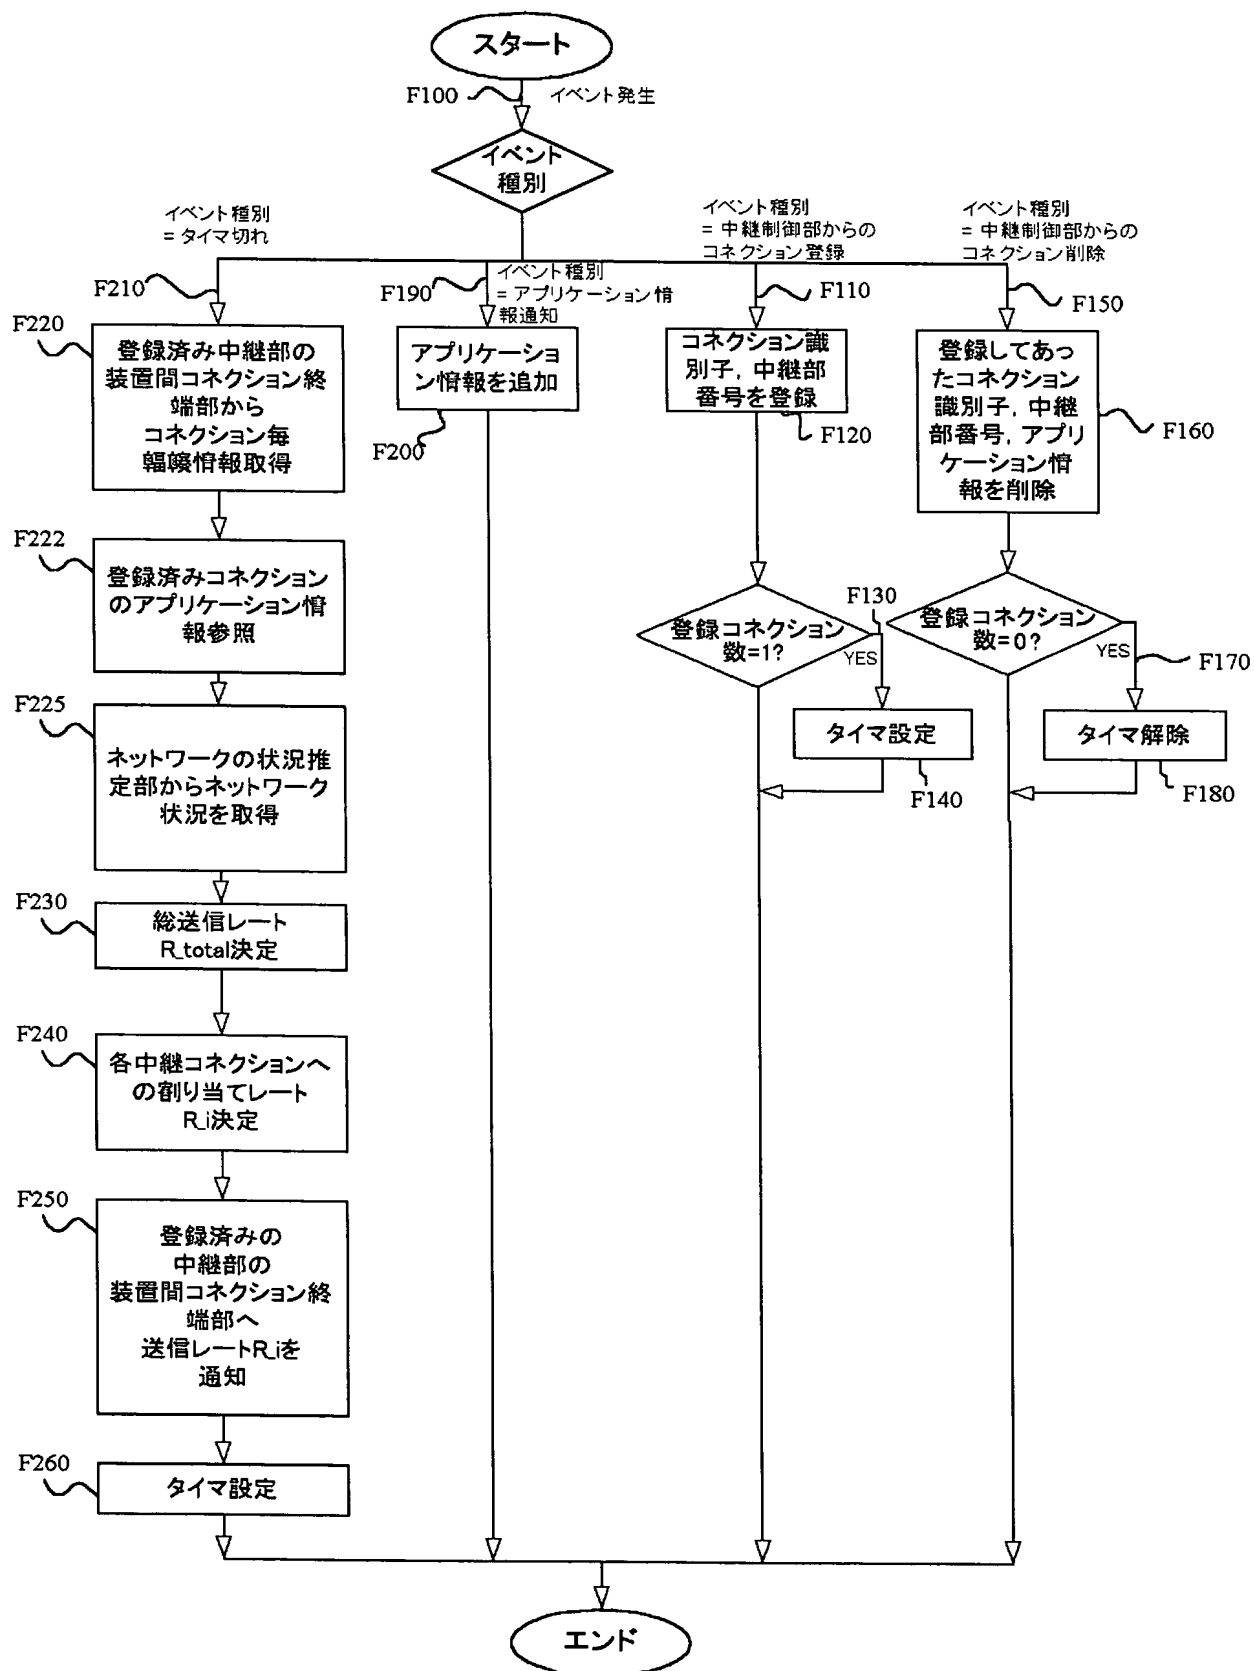 スタート
F100
イベント発生
イベント
種別
イベント種別
= タイマ切れ
イベント種別
= 中継制御部からの
コネクション登録
イベント種別
= 中継制御部からの
コネクション削除
F210
F190
イベント種別
= アプリケーション情
報通知
F110
F150
F220
登録済み中継部の
装置間コネクション終
端部から
コネクション毎
輻輳情報取得
アプリケーショ
ン情報を追加
F200
コネクション識
別子，中継部
番号を登録
F120
登録してあっ
たコネクション
識別子，中継
部番号，アプリ
ケーション情
報を削除
F160
F222
登録済みコネクション
のアプリケーション情
報参照
F130
登録コネクション
数=1?
YES
登録コネクション
数=0?
YES
F170
F225
ネットワークの状況推
定部からネットワーク
状況を取得
タイマ設定
F140
タイマ解除
F180
F230
総送信レート
R_total決定
F240
各中継コネクションへ
の割り当てレート
R_i決定
F250
登録済みの
中継部の
装置間コネクション終
端部へ
送信レートR_iを
通知
F260
タイマ設定
エンド